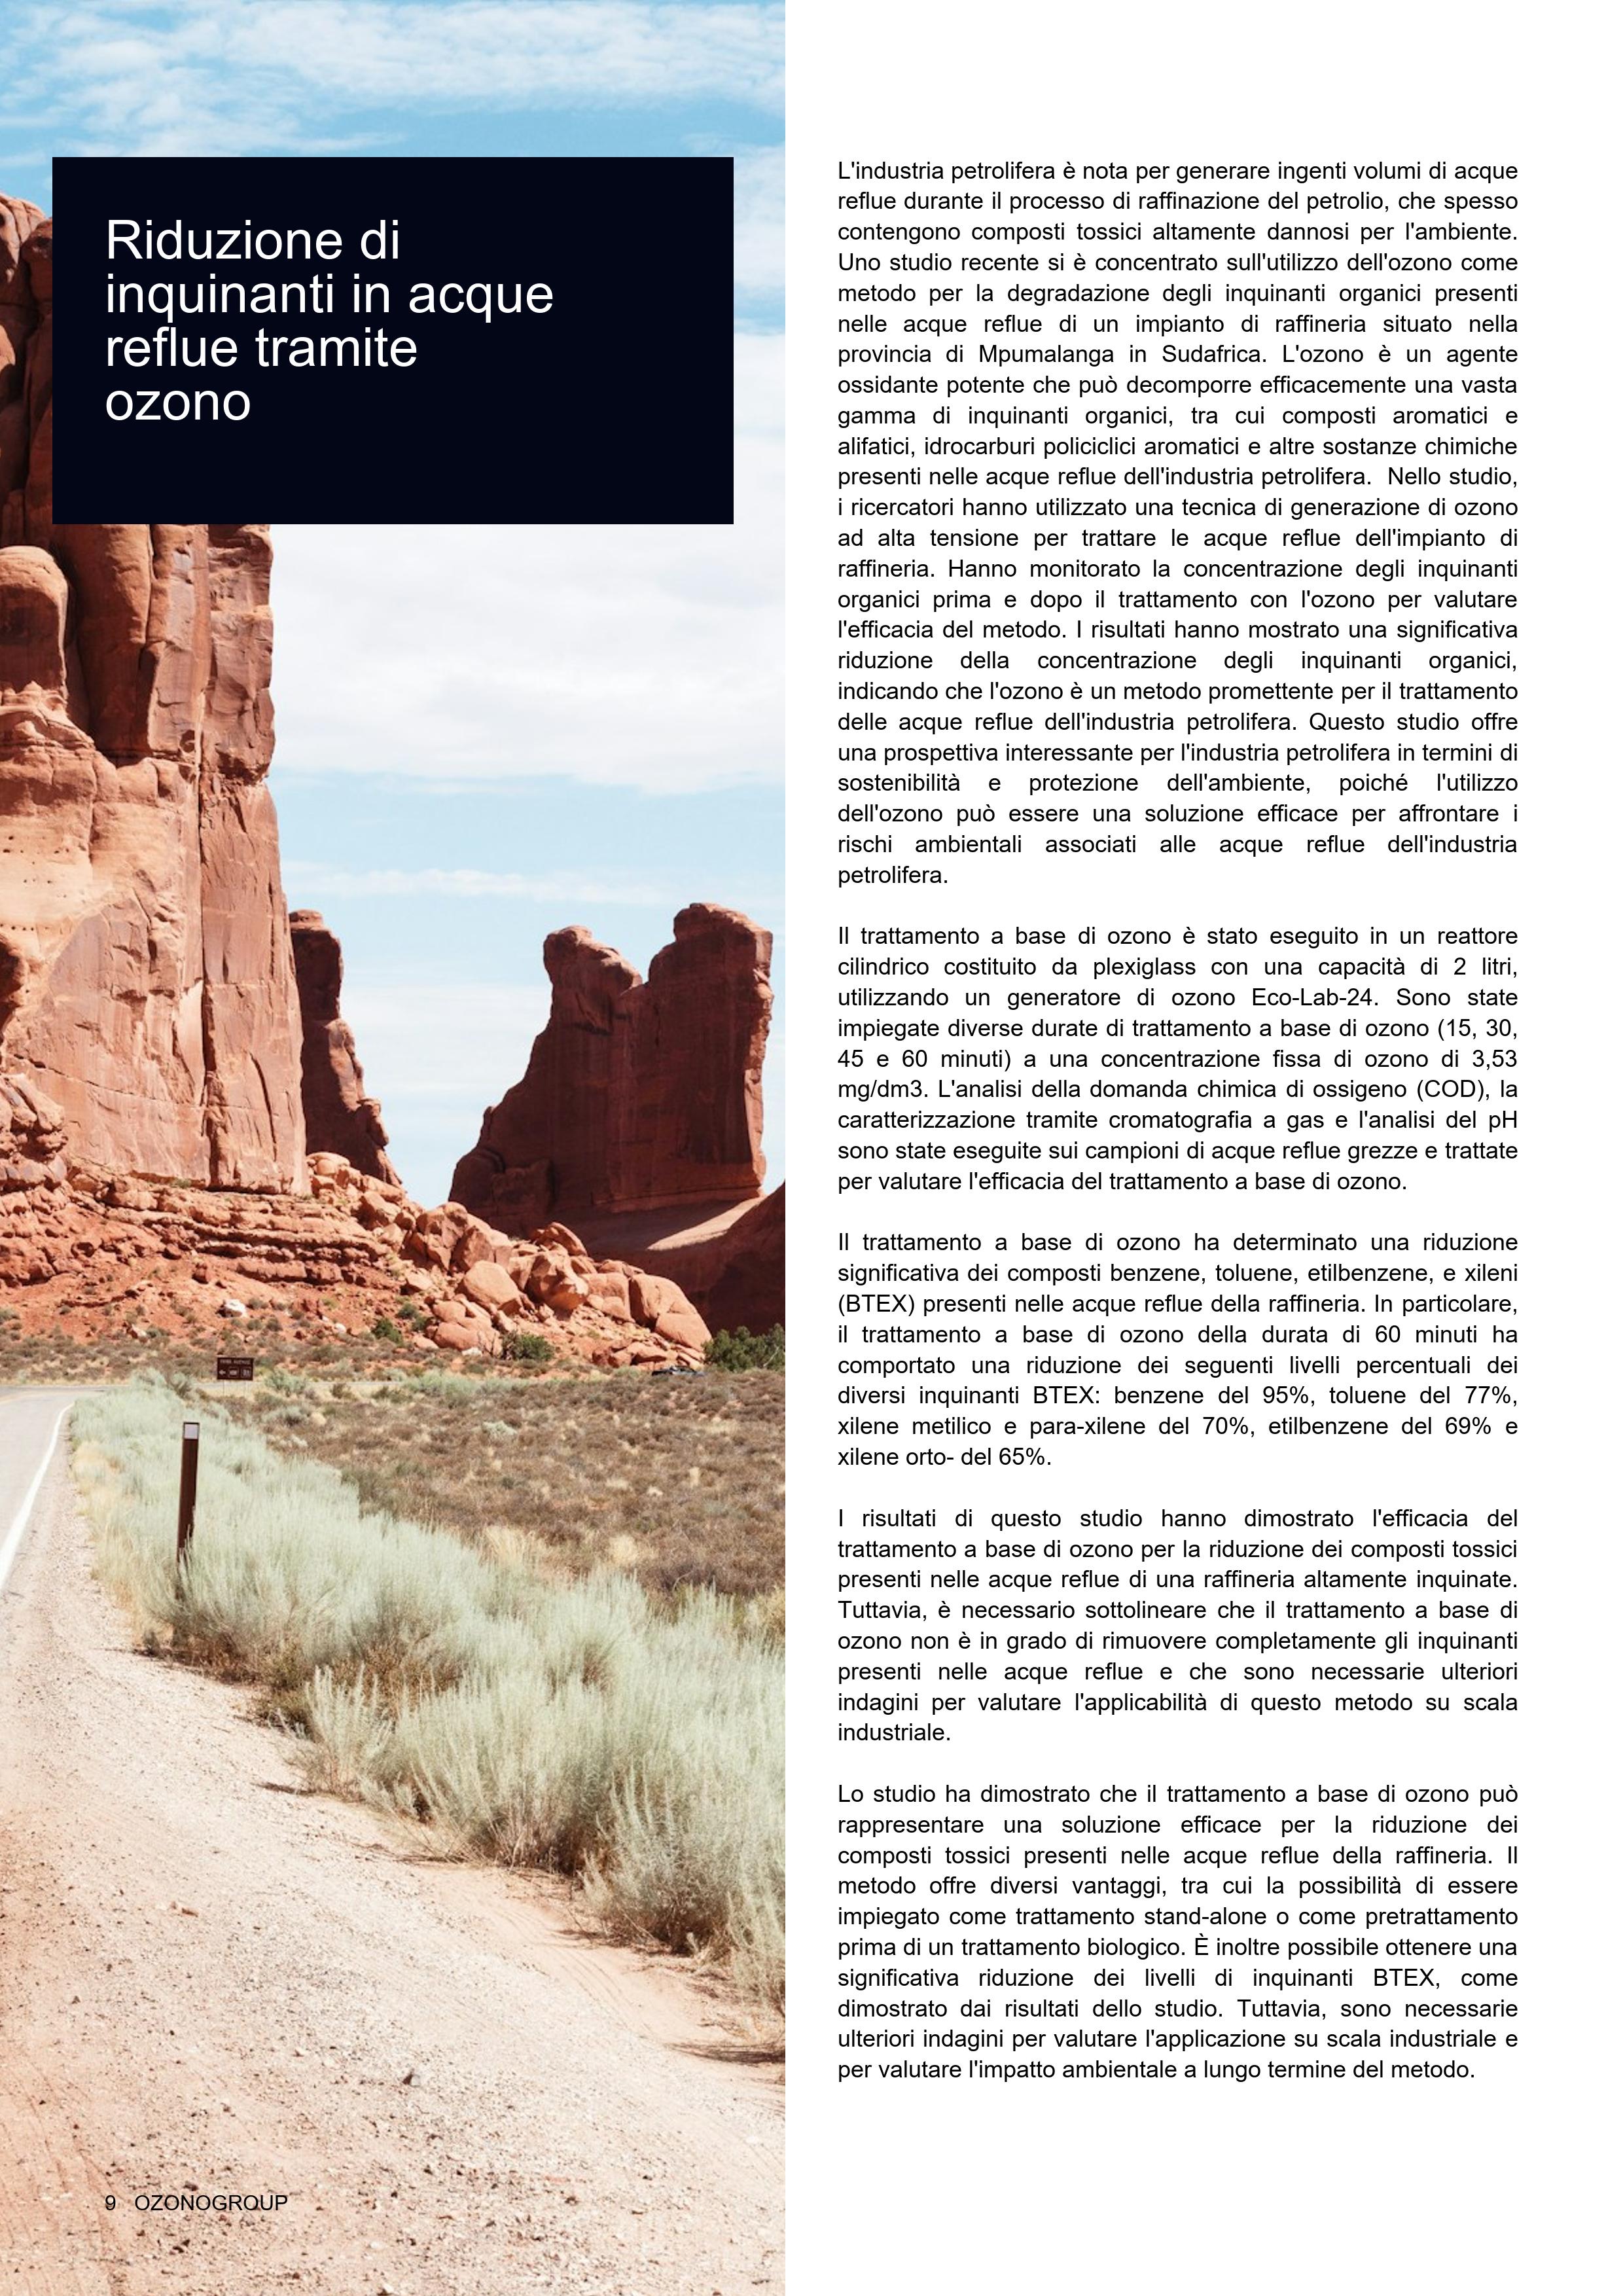 Riduzione di
inquinanti in acque
reflue tramite
ozono
L'industria petrolifera è nota per generare ingenti volumi di acque
reflue durante il processo di raffinazione del petrolio, che spesso
contengono composti tossici altamente dannosi per l'ambiente.
Uno studio recente si è concentrato sull'utilizzo dell'ozono come
metodo per la degradazione degli inquinanti organici presenti
nelle acque reflue di un impianto di raffineria situato nella
provincia di Mpumalanga in Sudafrica. L'ozono è un agente
ossidante potente che può decomporre efficacemente una vasta
gamma di inquinanti organici, tra cui composti aromatici e
alifatici, idrocarburi policiclici aromatici e altre sostanze chimiche
presenti nelle acque reflue dell'industria petrolifera.  Nello studio,
i ricercatori hanno utilizzato una tecnica di generazione di ozono
ad alta tensione per trattare le acque reflue dell'impianto di
raffineria. Hanno monitorato la concentrazione degli inquinanti
organici prima e dopo il trattamento con l'ozono per valutare
l'efficacia del metodo. I risultati hanno mostrato una significativa
riduzione della concentrazione degli inquinanti organici,
indicando che l'ozono è un metodo promettente per il trattamento
delle acque reflue dell'industria petrolifera. Questo studio offre
una prospettiva interessante per l'industria petrolifera in termini di
sostenibilità e protezione dell'ambiente, poiché l'utilizzo
dell'ozono può essere una soluzione efficace per affrontare i
rischi ambientali associati alle acque reflue dell'industria
petrolifera.
Il trattamento a base di ozono è stato eseguito in un reattore
cilindrico costituito da plexiglass con una capacità di 2 litri,
utilizzando un generatore di ozono Eco-Lab-24. Sono state
impiegate diverse durate di trattamento a base di ozono (15, 30,
45 e 60 minuti) a una concentrazione fissa di ozono di 3,53
mg/dm3. L'analisi della domanda chimica di ossigeno (COD), la
caratterizzazione tramite cromatografia a gas e l'analisi del pH
sono state eseguite sui campioni di acque reflue grezze e trattate
per valutare l'efficacia del trattamento a base di ozono.
Il trattamento a base di ozono ha determinato una riduzione
significativa dei composti benzene, toluene, etilbenzene, e xileni
(BTEX) presenti nelle acque reflue della raffineria. In particolare,
il trattamento a base di ozono della durata di 60 minuti ha
comportato una riduzione dei seguenti livelli percentuali dei
diversi inquinanti BTEX: benzene del 95%, toluene del 77%,
xilene metilico e para-xilene del 70%, etilbenzene del 69% e
xilene orto- del 65%.
I risultati di questo studio hanno dimostrato l'efficacia del
trattamento a base di ozono per la riduzione dei composti tossici
presenti nelle acque reflue di una raffineria altamente inquinate.
Tuttavia, è necessario sottolineare che il trattamento a base di
ozono non è in grado di rimuovere completamente gli inquinanti
presenti nelle acque reflue e che sono necessarie ulteriori
indagini per valutare l'applicabilità di questo metodo su scala
industriale.
Lo studio ha dimostrato che il trattamento a base di ozono può
rappresentare una soluzione efficace per la riduzione dei
composti tossici presenti nelle acque reflue della raffineria. Il
metodo offre diversi vantaggi, tra cui la possibilità di essere
impiegato come trattamento stand-alone o come pretrattamento
prima di un trattamento biologico. È inoltre possibile ottenere una
significativa riduzione dei livelli di inquinanti BTEX, come
dimostrato dai risultati dello studio. Tuttavia, sono necessarie
ulteriori indagini per valutare l'applicazione su scala industriale e
per valutare l'impatto ambientale a lungo termine del metodo.
9 OZONOGROUP